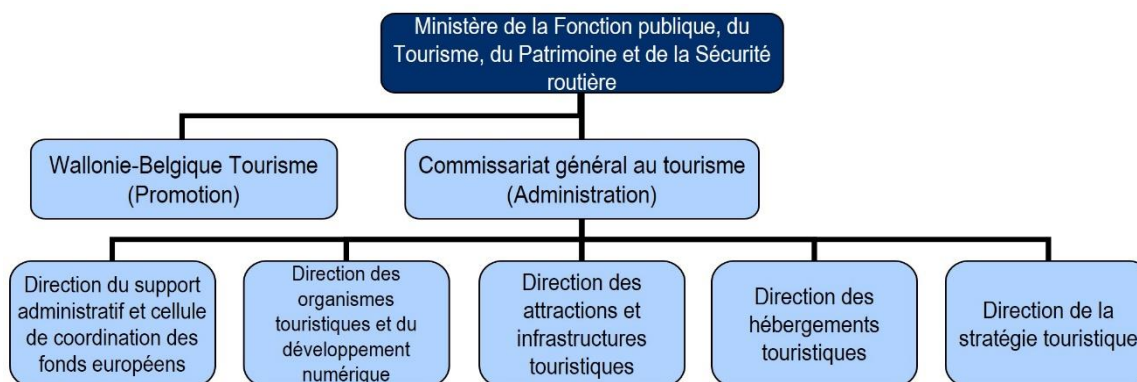 Ministère de la Fonction publique, du
Tourisme, du Patrimoine et de la Sécurité
routière
Wallonie-Belgique Tourisme
(Promotion)
Commissariat général au tourisme
(Administration)
Direction du support
administratif et cellule
de coordination des
fonds européens
Direction des
organismes
touristiques et du
développement
numérique
Direction des
attractions et
infrastructures
touristiques
Direction des
hébergements
touristiques
Direction de la
stratégie touristique